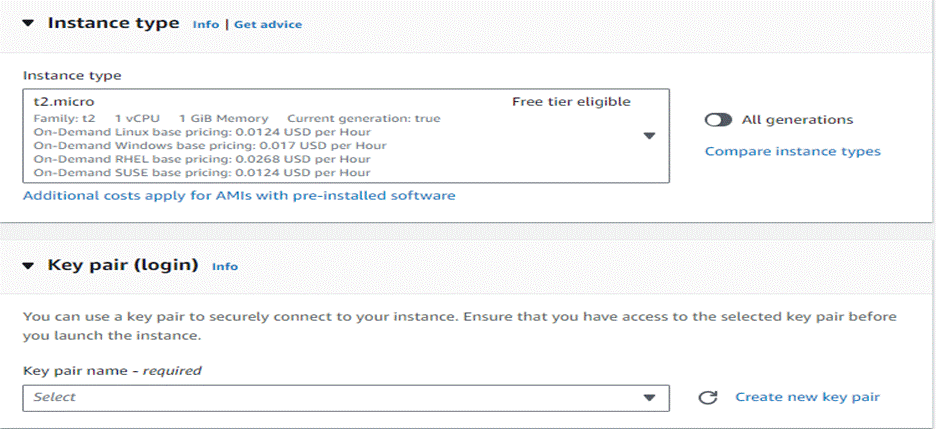 Instance type Info | Get advice
Instance type
t2.micro Free tier eligible
Family: t2 1 vCPU 1 GiB Memory Current generation: true
On-Demand Linux base pricing: 0.0124 USD per Hour
On-Demand Windows base pricing: 0.017 USD per Hour
On-Demand RHEL base pricing: 0.0268 USD per Hour
On-Demand SUSE base pricing: 0.0124 USD per Hour
All generations
Compare instance types
Additional costs apply for AMIs with pre-installed software
Key pair (login) Info
You can use a key pair to securely connect to your instance. Ensure that you have access to the selected key pair before
you launch the instance.
Key pair name - required
Select
Create new key pair